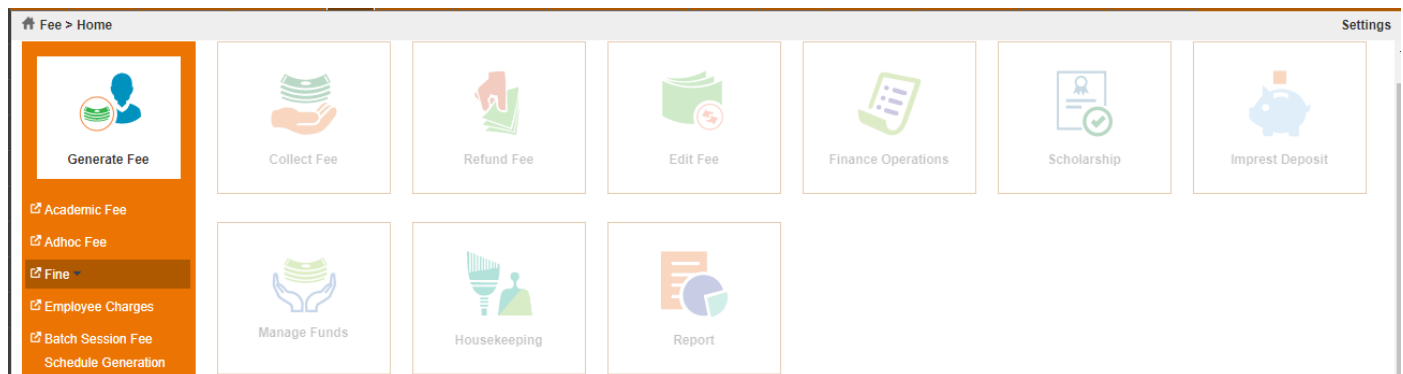 Fee > Home
Settings
Generate Fee
Collect Fee
Refund Fee
Edit Fee
Finance Operations
Scholarship
Imprest Deposit
Academic Fee
Adhoc Fee
Fine
Employee Charges
Batch Session Fee
Schedule Generation
Manage Funds
Housekeeping
Report